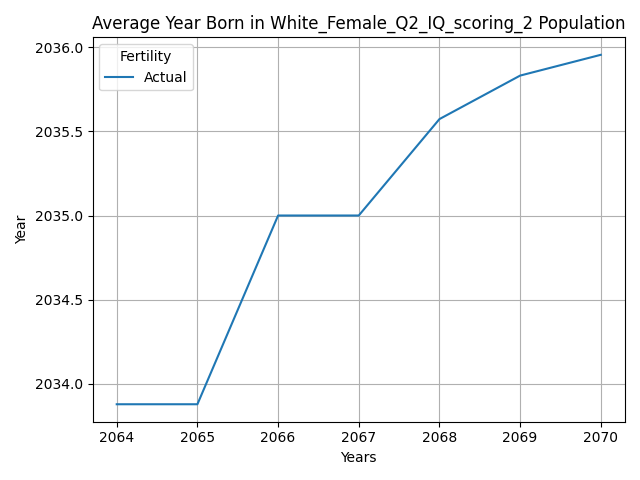 Average Year Born in White_Female_Q2_IQ_scoring_2 Population
Fertility
Actual
2036.0
2035.5
2035.0
2034.5
2034.0
Year
2064 2065 2066 2067 2068 2069 2070
Years